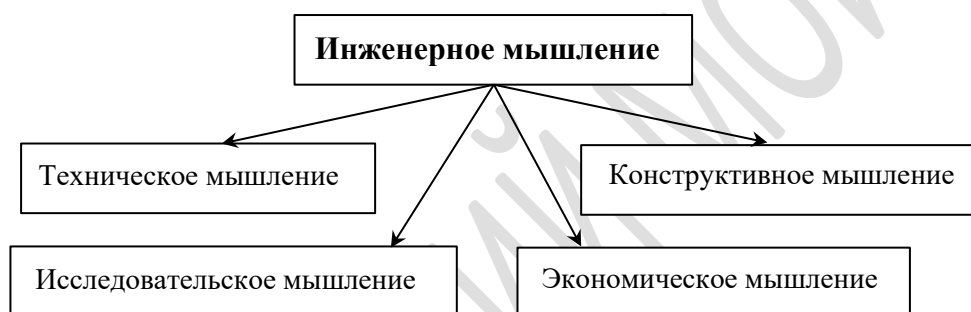 Инженерное мышление
Техническое мышление
Конструктивное мышление
Исследовательское мышление
Экономическое мышление